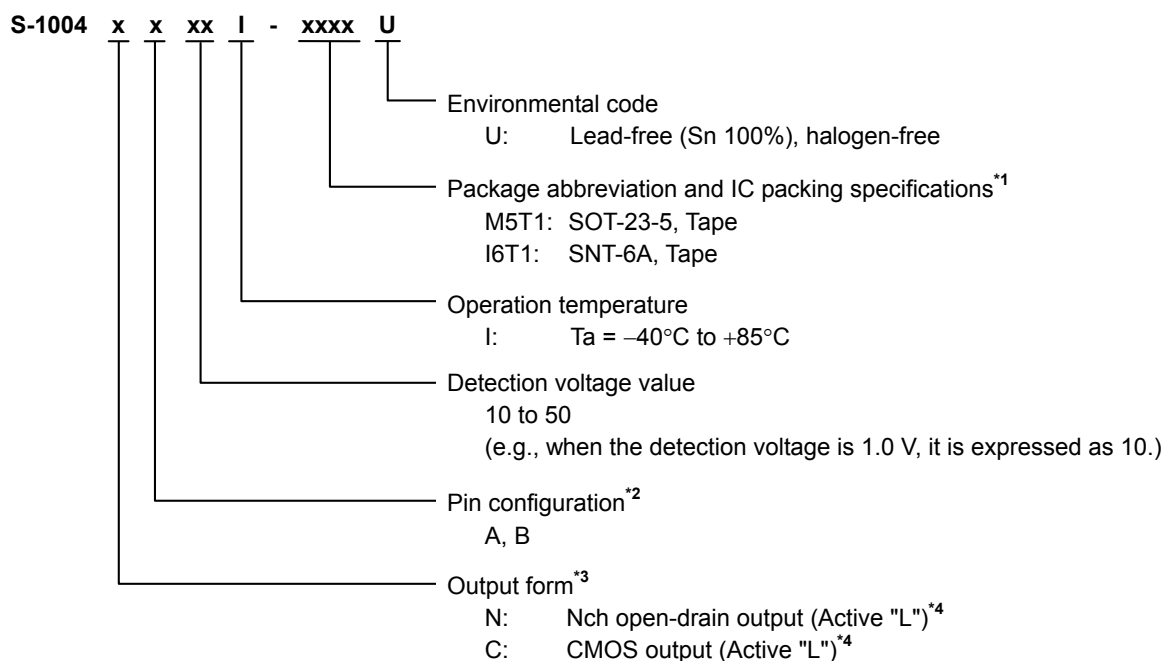 S-1004 x x xx I - xxxx U
Environmental code
U: Lead-free (Sn 100%), halogen-free
Package abbreviation and IC packing specifications*1
M5T1: SOT-23-5, Tape
I6T1: SNT-6A, Tape
Operation temperature
I: Ta = −40°C to +85°C
Detection voltage value
10 to 50
(e.g., when the detection voltage is 1.0 V, it is expressed as 10.)
Pin configuration*2
A, B
Output form*3
N: Nch open-drain output (Active "L")*4
C: CMOS output (Active "L")*4